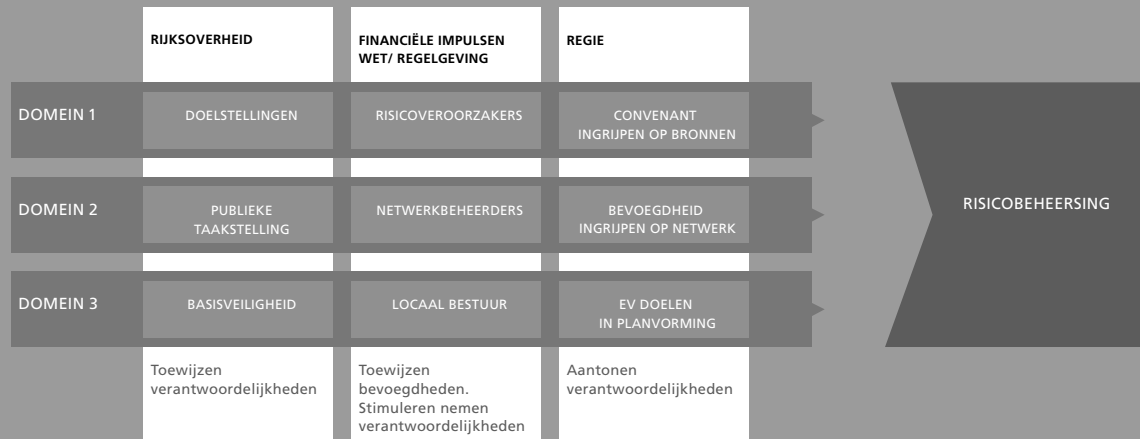 RIJKSOVERHEID
FINANCIËLE IMPULSEN
WET/ REGELGEVING
REGIE
DOMEIN 1
DOELSTELLINGEN
RISICOVEROORZAKERS
CONVENANT
INGRIJPEN OP BRONNEN
DOMEIN 2
PUBLIEKE
TAAKSTELLING
NETWERKBEHEERDERS
BEVOEGDHEID
INGRIJPEN OP NETWERK
RISICOBEHEERSING
DOMEIN 3
BASISVEILIGHEID
LOCAAL BESTUUR
EV DOELEN
IN PLANVORMING
Toewijzen
verantwoordelijkheden
Toewijzen
bevoegdheden.
Stimuleren nemen
verantwoordelijkheden
Aantonen
verantwoordelijkheden